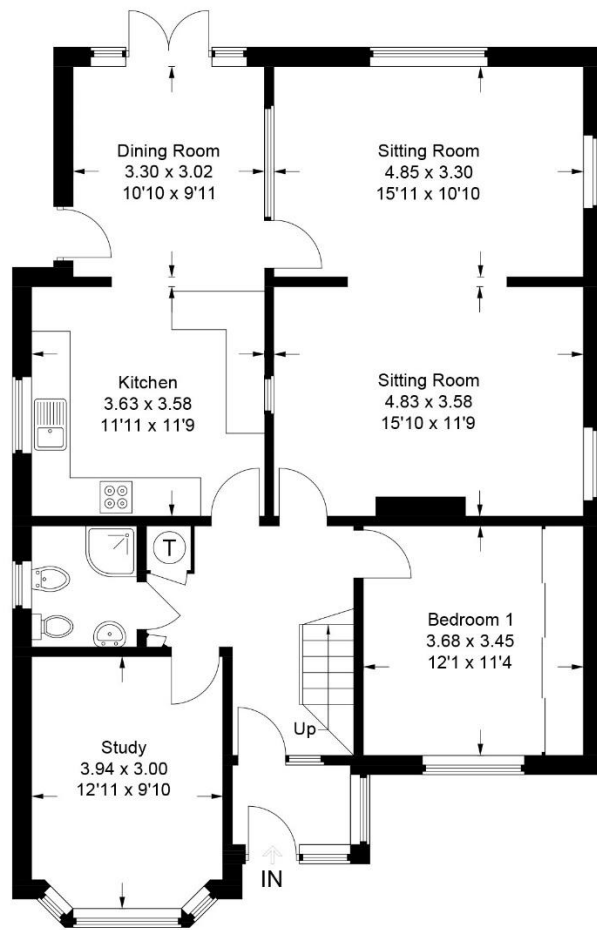 Dining Room
3.30 x 3.02
10'10 x 9'11
Sitting Room
4.85 x 3.30
15'11 x 10'10
Kitchen
3.63 x 3.58
11'11 x 11'9
Sitting Room
4.83 x 3.58
15'10 x 11'9
T
Bedroom 1
3.68 x 3.45
12'1 x 11'4
Up
Study
3.94 x 3.00
12'11 x 9'10
IN